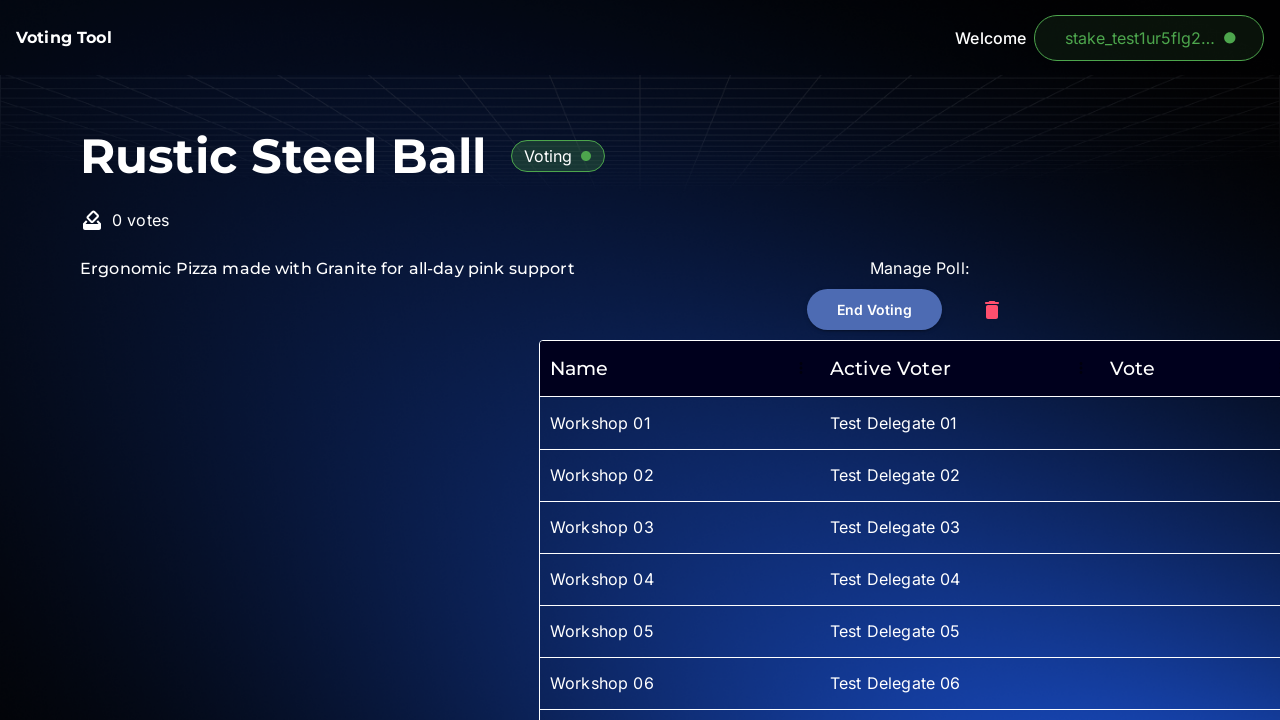 Voting Tool
Welcome
stake_test1ur5flg2...
Rustic Steel Ball
Voting
0 votes
Ergonomic Pizza made with Granite for all-day pink support
Manage Poll:
End Voting
Name Active Voter Vote
Workshop 01 Test Delegate 01
Workshop 02 Test Delegate 02
Workshop 03 Test Delegate 03
Workshop 04 Test Delegate 04
Workshop 05 Test Delegate 05
Workshop 06 Test Delegate 06